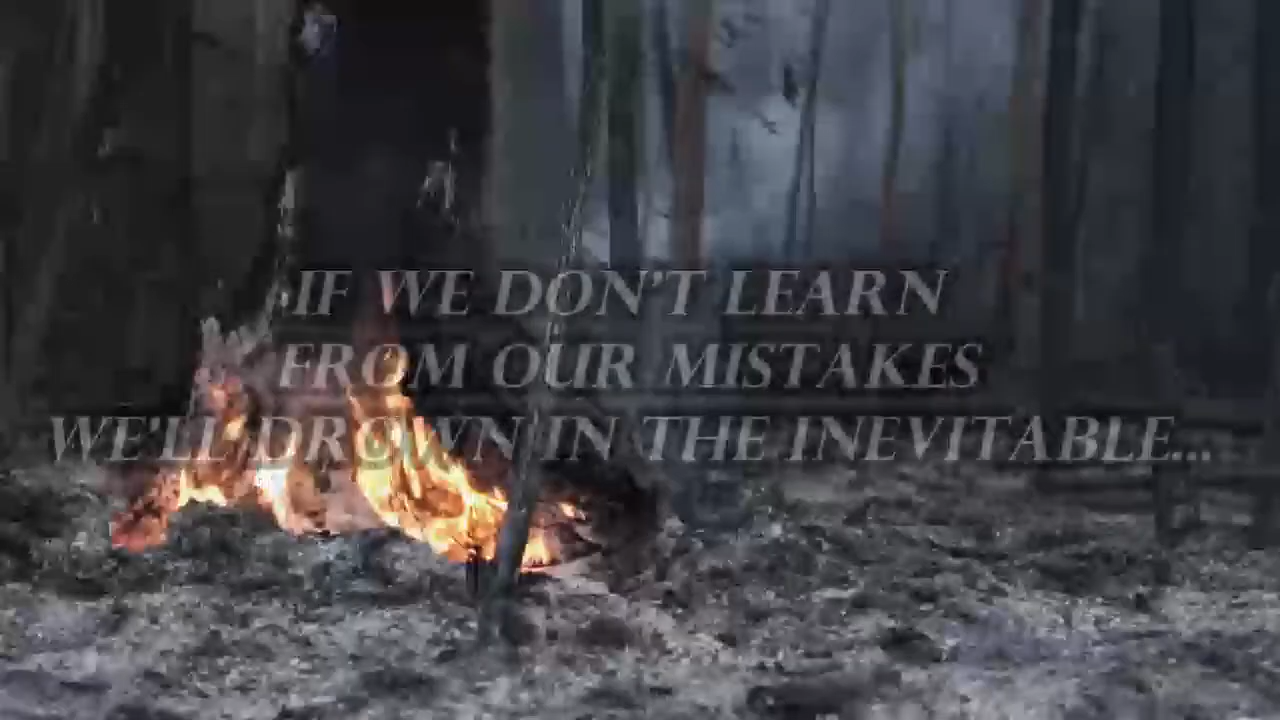 IF WE DON'T LEARN
FROM OUR MISTAKES
WE'LL DROWN IN THE INEVITABLE...